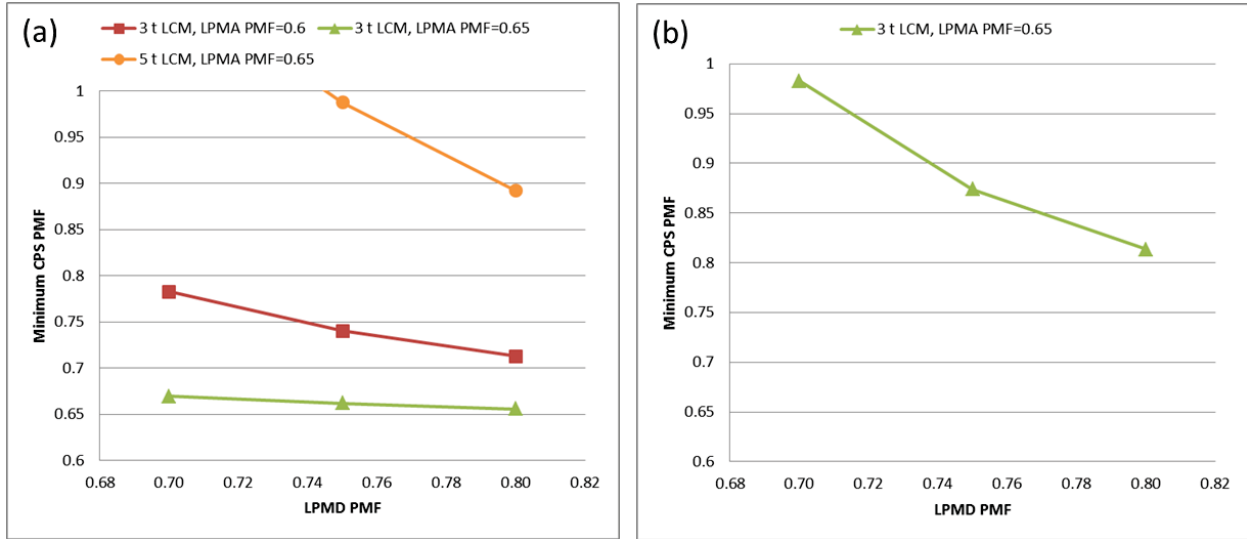 (a)
3 t LCM, LPMA PMF=0.6
3 t LCM, LPMA PMF=0.65
5 t LCM, LPMA PMF=0.65
Minimum CPS PMF
1
0.95
0.9
0.85
0.8
0.75
0.7
0.65
0.6
0.68 0.70 0.72 0.74 0.76 0.78 0.80 0.82
LPMD PMF
(b)
3 t LCM, LPMA PMF=0.65
Minimum CPS PMF
1
0.95
0.9
0.85
0.8
0.75
0.7
0.65
0.6
0.68 0.70 0.72 0.74 0.76 0.78 0.80 0.82
LPMD PMF